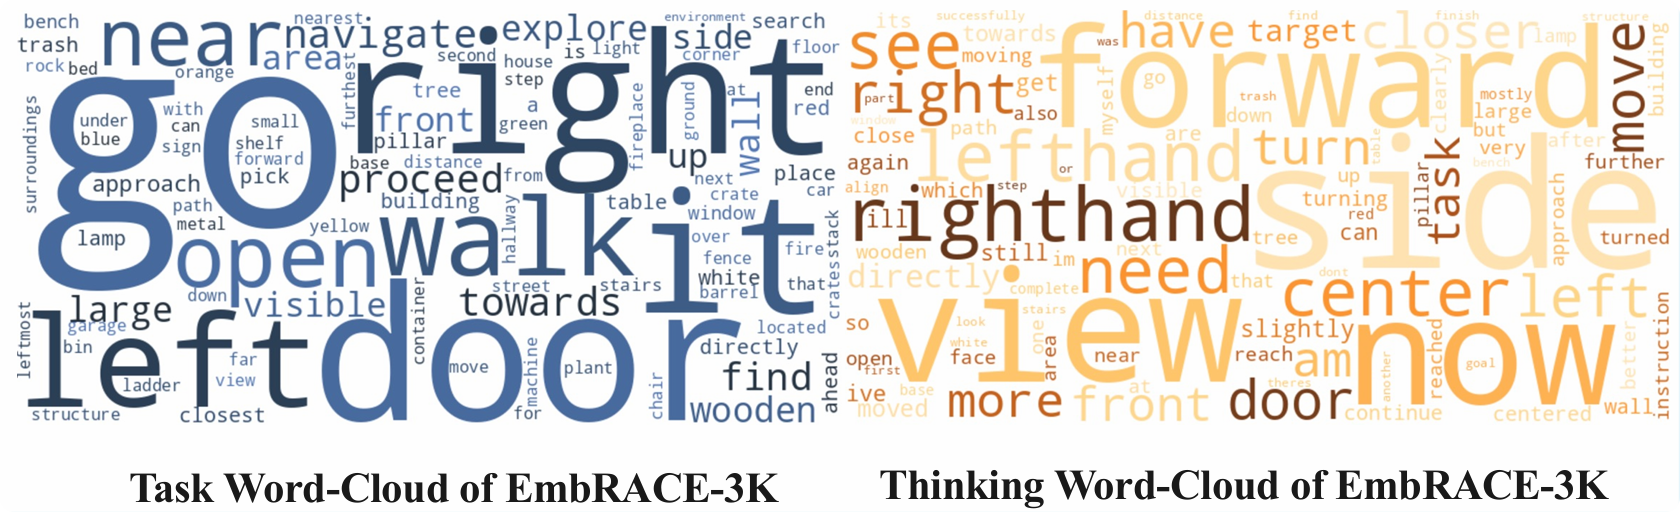 bench near navigate nearest explore environment search
trash area second is light side corner floor
rock bed orange furthest house step
go right
surroundings under blue with can sign small shelf forward pick tree front pillar a green fireplace ground at wall end red
approach base distance proceed from up place
path building next crate car
lamp metal yellow hallway table window
open walk it over fence fire stack
down visible street stairs white barrel that crates
large container towards
leftmost garage bin left door located directly
far view move machine plant find ahead
ladder chair
structure closest for wooden
its successfully distance find finish structure
see towards was have target closer lamp move building
moving forward
right get myself go clearly mostly large
part also trash down
window close path are table but very after
again lefthand or turn task bench further
align which step visible up pillar approach
ill righthand side turning red can
wooden still im next tree turned
directly need that dont
complete center left
so view stairs look one slightly now better instruction
open first white face area near reach am reached goal
ive base at theres another
moved more front door continue centered wall
Task Word-Cloud of EmbRACE-3K
Thinking Word-Cloud of EmbRACE-3K